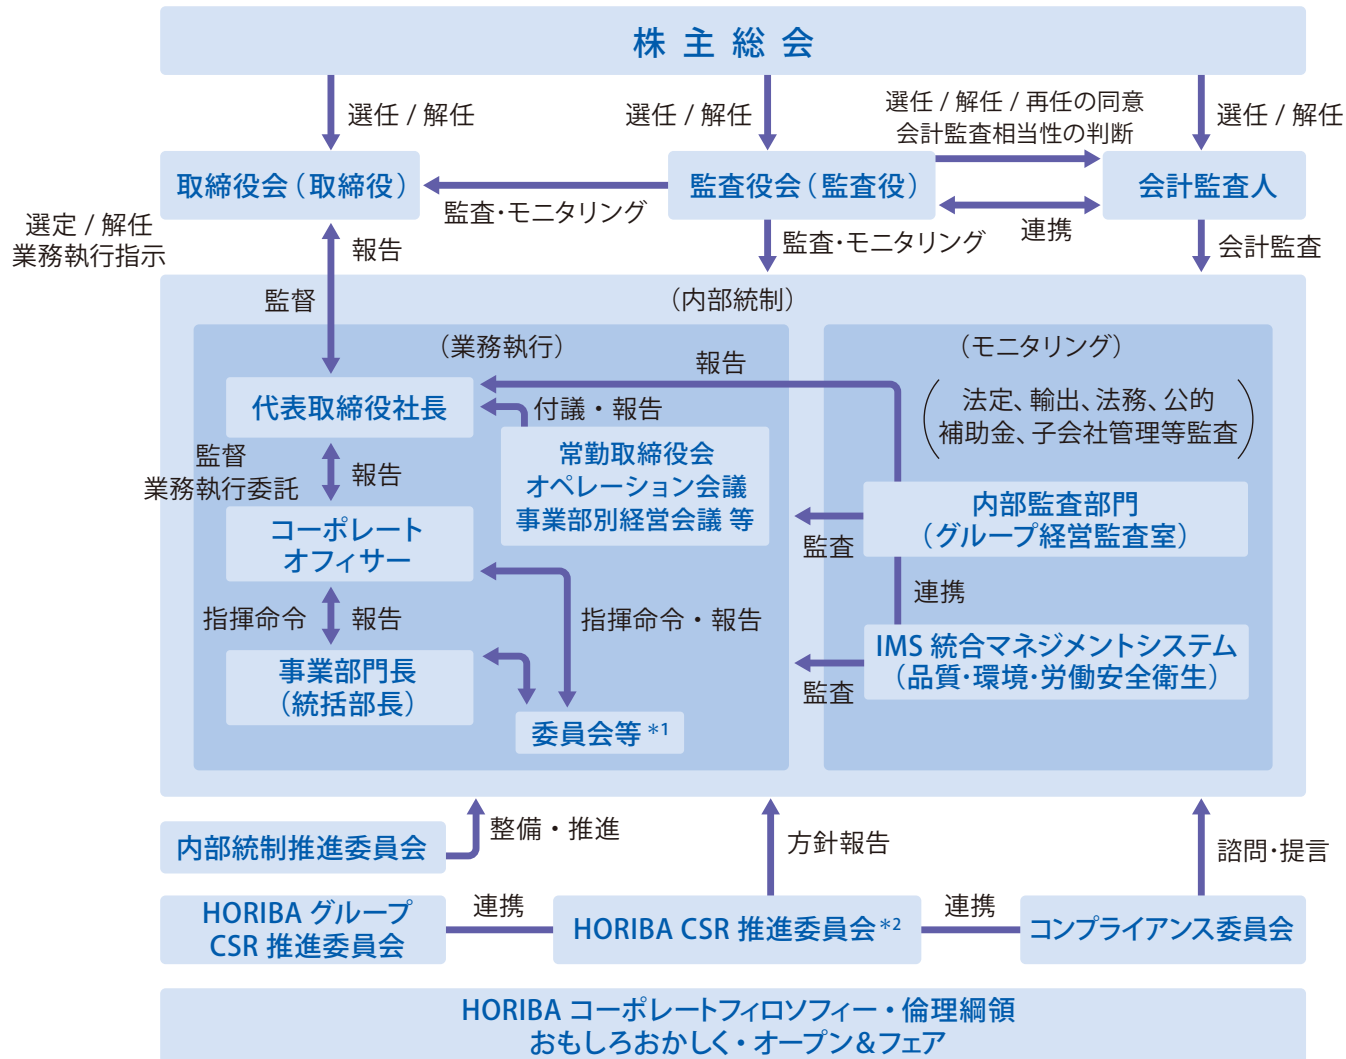 株主総会
選任 / 解任
選任 / 解任
選任 / 解任 / 再任の同意
会計監査相当性の判断
選任 / 解任
取締役会（取締役）
監査役会（監査役）
会計監査人
監査・モニタリング
連携
選定 / 解任
業務執行指示
報告
監査・モニタリング
会計監査
監督
（内部統制）
（業務執行）
（モニタリング）
報告
代表取締役社長
付議・報告
法定、輸出、法務、公的
補助金、子会社管理等監査
監督
業務執行委託
報告
常勤取締役会
オペレーション会議
事業部別経営会議 等
内部監査部門
（グループ経営監査室）
監査
コーポレート
オフィサー
連携
指揮命令
報告
指揮命令・報告
IMS 統合マネジメントシステム
（品質・環境・労働安全衛生）
監査
事業部門長
（統括部長）
委員会等 *1
整備・推進
内部統制推進委員会
方針報告
諮問・提言
HORIBA グループ
CSR 推進委員会
連携
HORIBA CSR 推進委員会 *2
連携
コンプライアンス委員会
HORIBA コーポレートフィロソフィー・倫理綱領
おもしろおかしく・オープン＆フェア